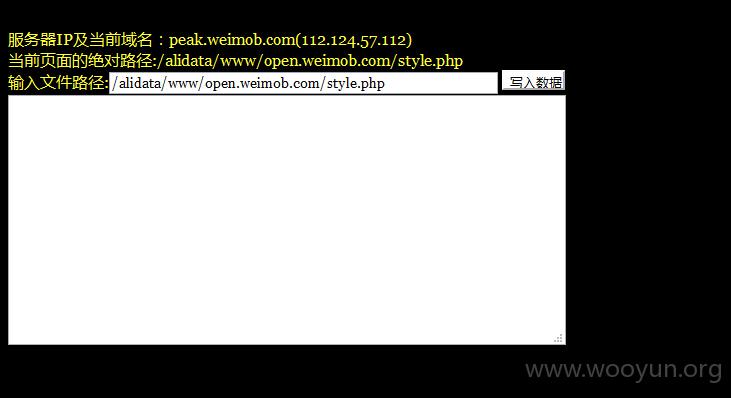 服务器IP及当前域名：peak.weimob.com(112.124.57.112)
当前页面的绝对路径:/alidata/www/open.weimob.com/style.php
输入文件路径:/alidata/www/open.weimob.com/style.php 写入数据
www.wooyun.org